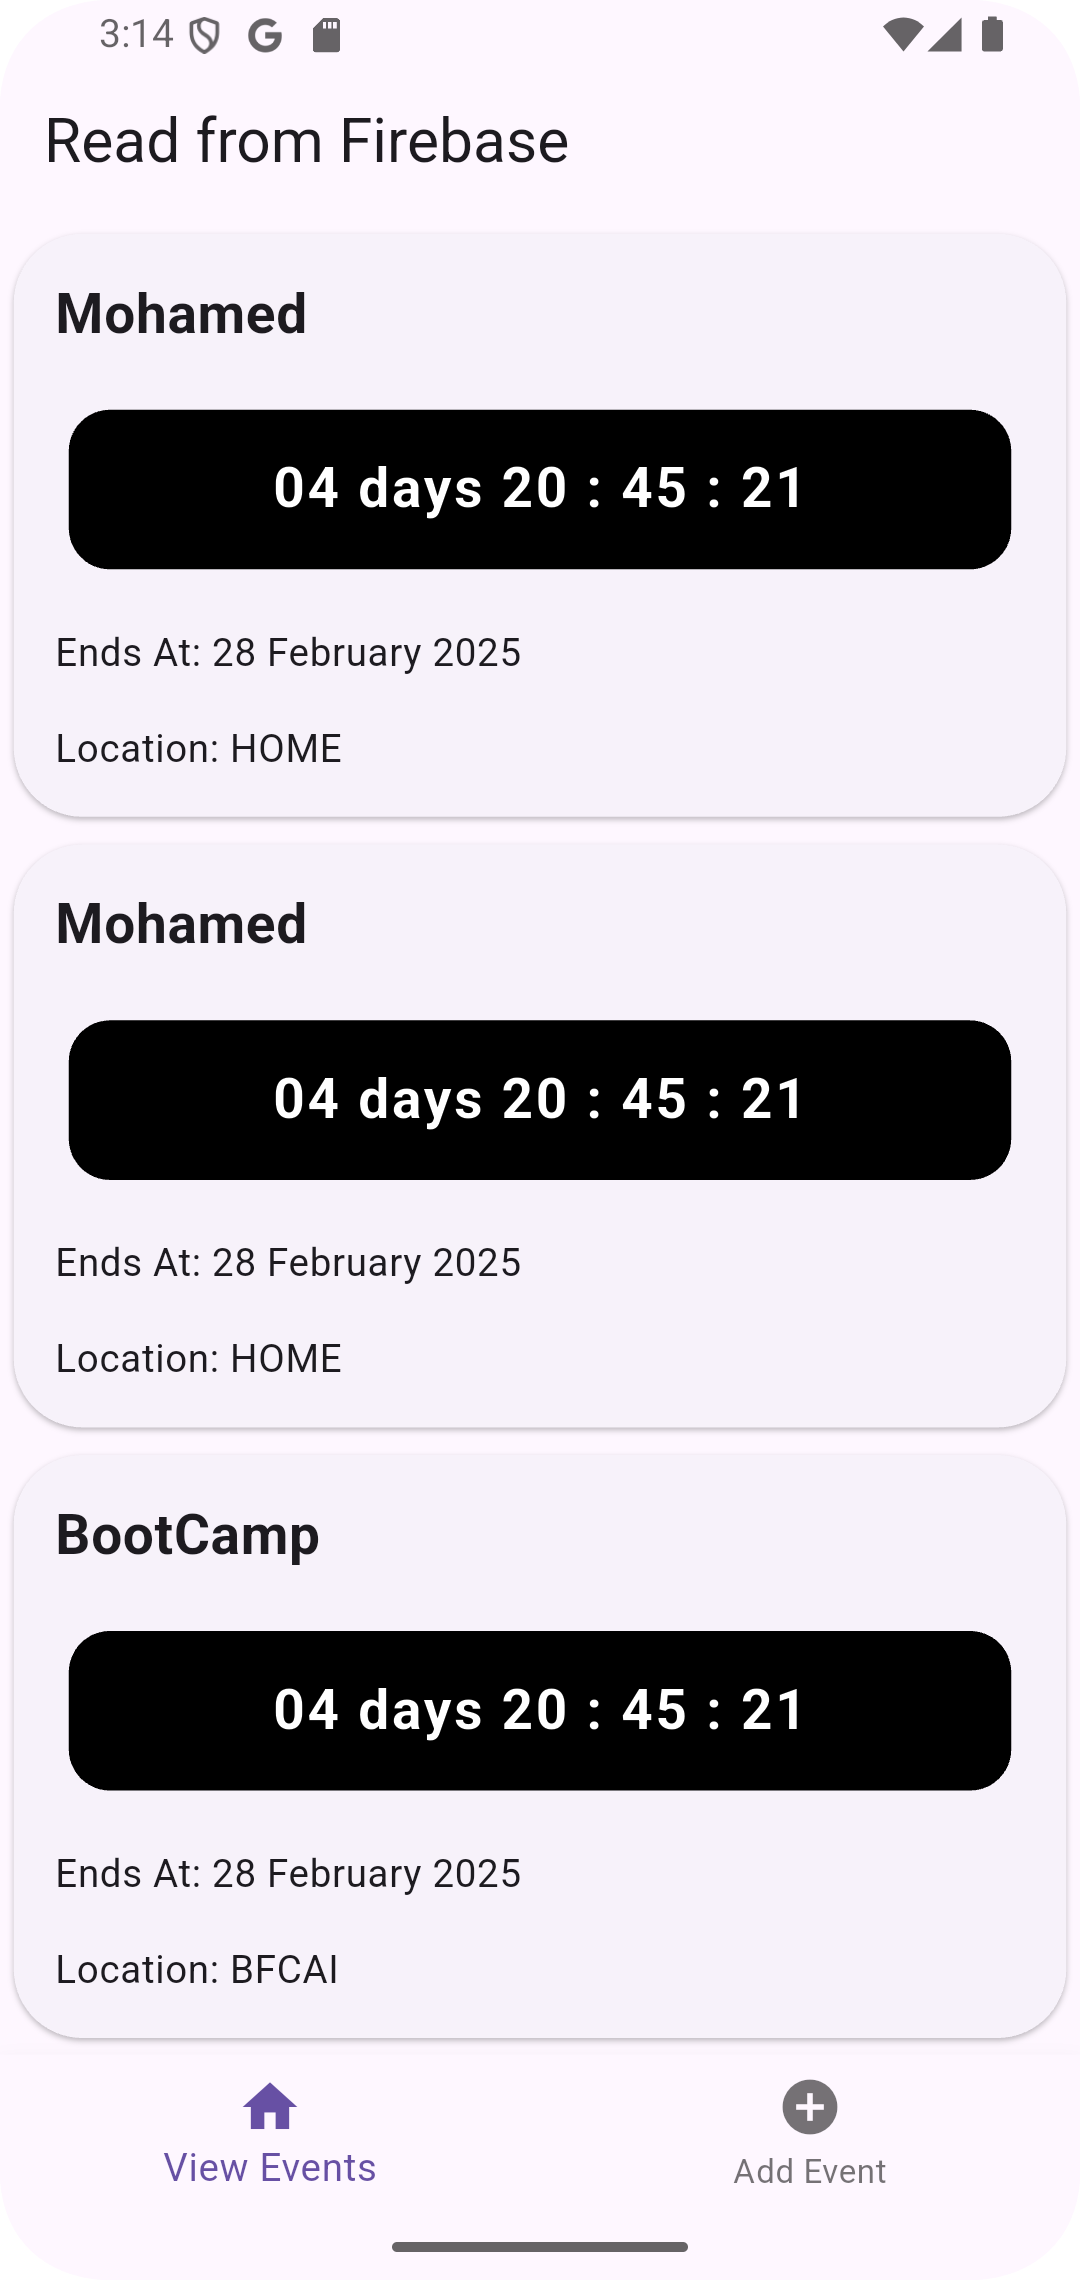 3:14
Read from Firebase
Mohamed
04 days 20 : 45 : 21
Ends At: 28 February 2025
Location: HOME
Mohamed
04 days 20 : 45 : 21
Ends At: 28 February 2025
Location: HOME
BootCamp
04 days 20 : 45 : 21
Ends At: 28 February 2025
Location: BFCAI
View Events
Add Event